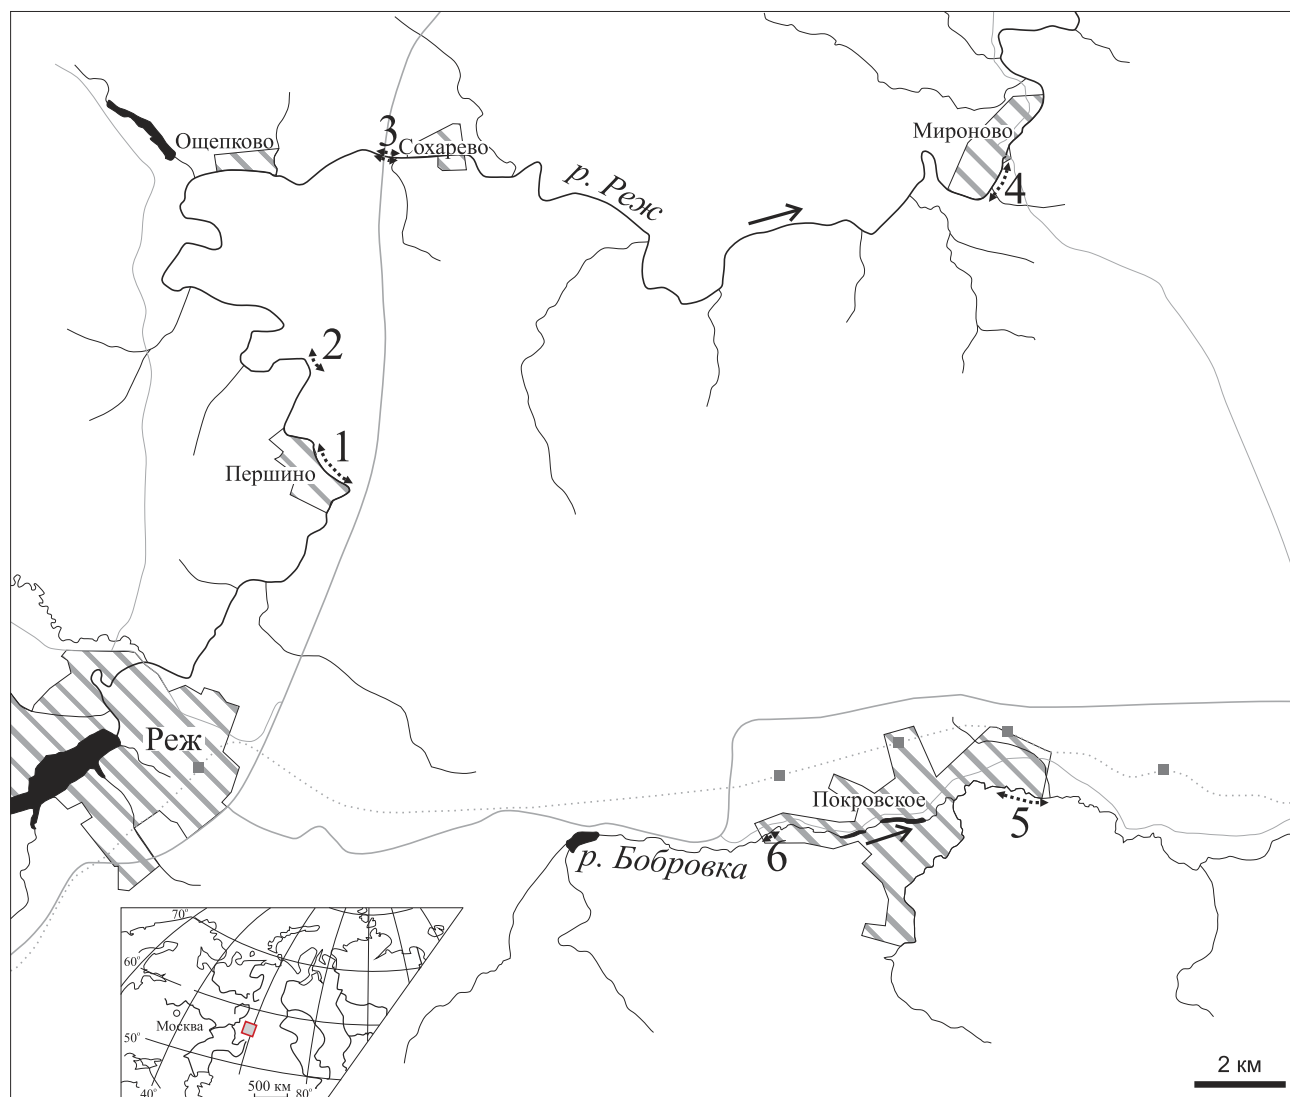 3
Ощепково
Сохарево
Мироново
р. Реж
4
2
1
Першино
Реж
Покровское
5
6
р. Бобровка
70°
60°
Москва
50°
40°
500 км
80°
2 км